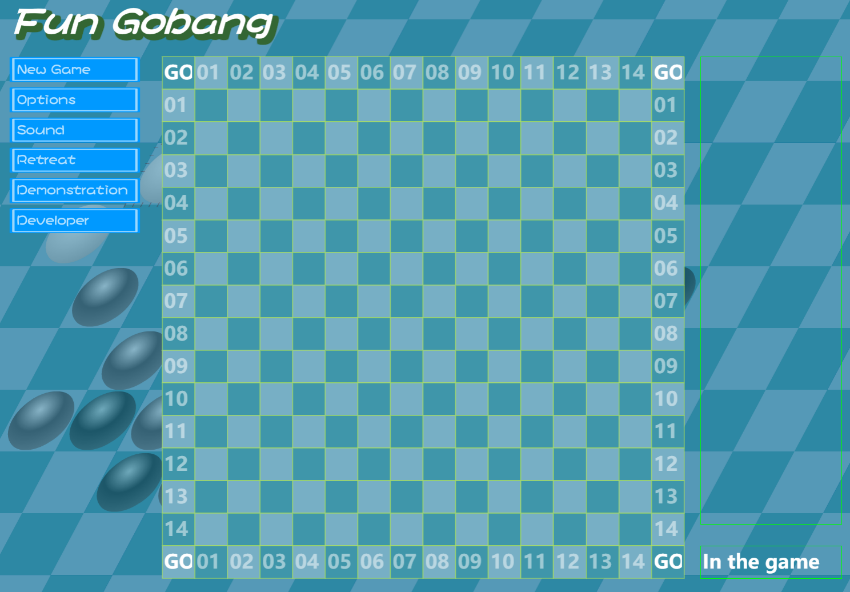 Fun Gobang
New Game
Options
Sound
Retreat
Demonstration
Developer
GO 01 02 03 04 05 06 07 08 09 10 11 12 13 14 GO
01 01
02 02
03 03
04 04
05 05
06 06
07 07
08 08
09 09
10 10
11 11
12 12
13 13
14 14
GO 01 02 03 04 05 06 07 08 09 10 11 12 13 14 GO
In the game